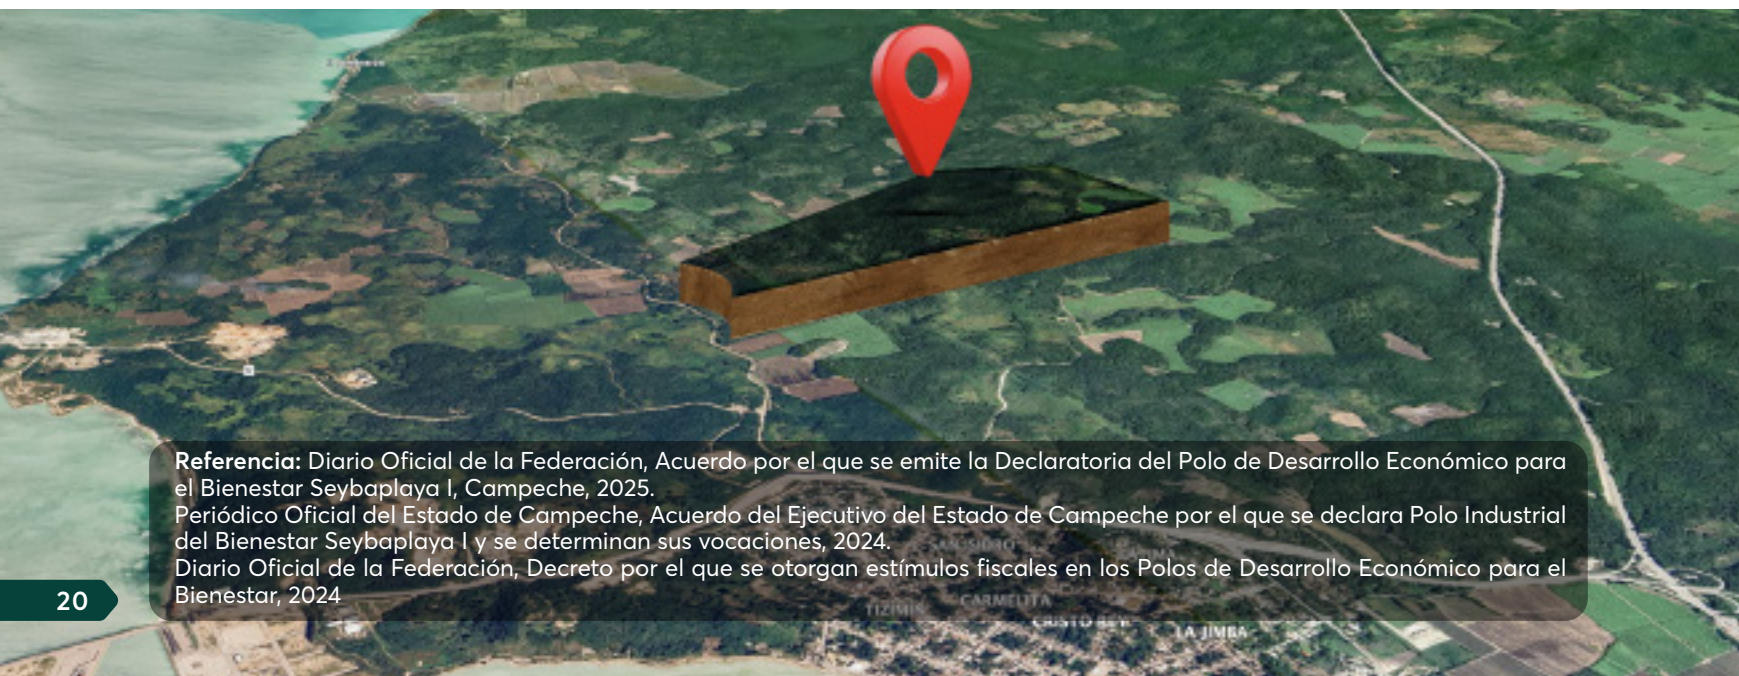 Referencia: Diario Oficial de la Federación, Acuerdo por el que se emite la Declaratoria del Polo de Desarrollo Económico para
el Bienestar Seybaplaya I, Campeche, 2025.
Periódico Oficial del Estado de Campeche, Acuerdo del Ejecutivo del Estado de Campeche por el que se declara Polo Industrial
del Bienestar Seybaplaya I y se determinan sus vocaciones, 2024.
Diario Oficial de la Federación, Decreto por el que se otorgan estímulos fiscales en los Polos de Desarrollo Económico para el
Bienestar, 2024
20
TIZIMIS CARMELITA
CRISTO REY
LA JIMBA